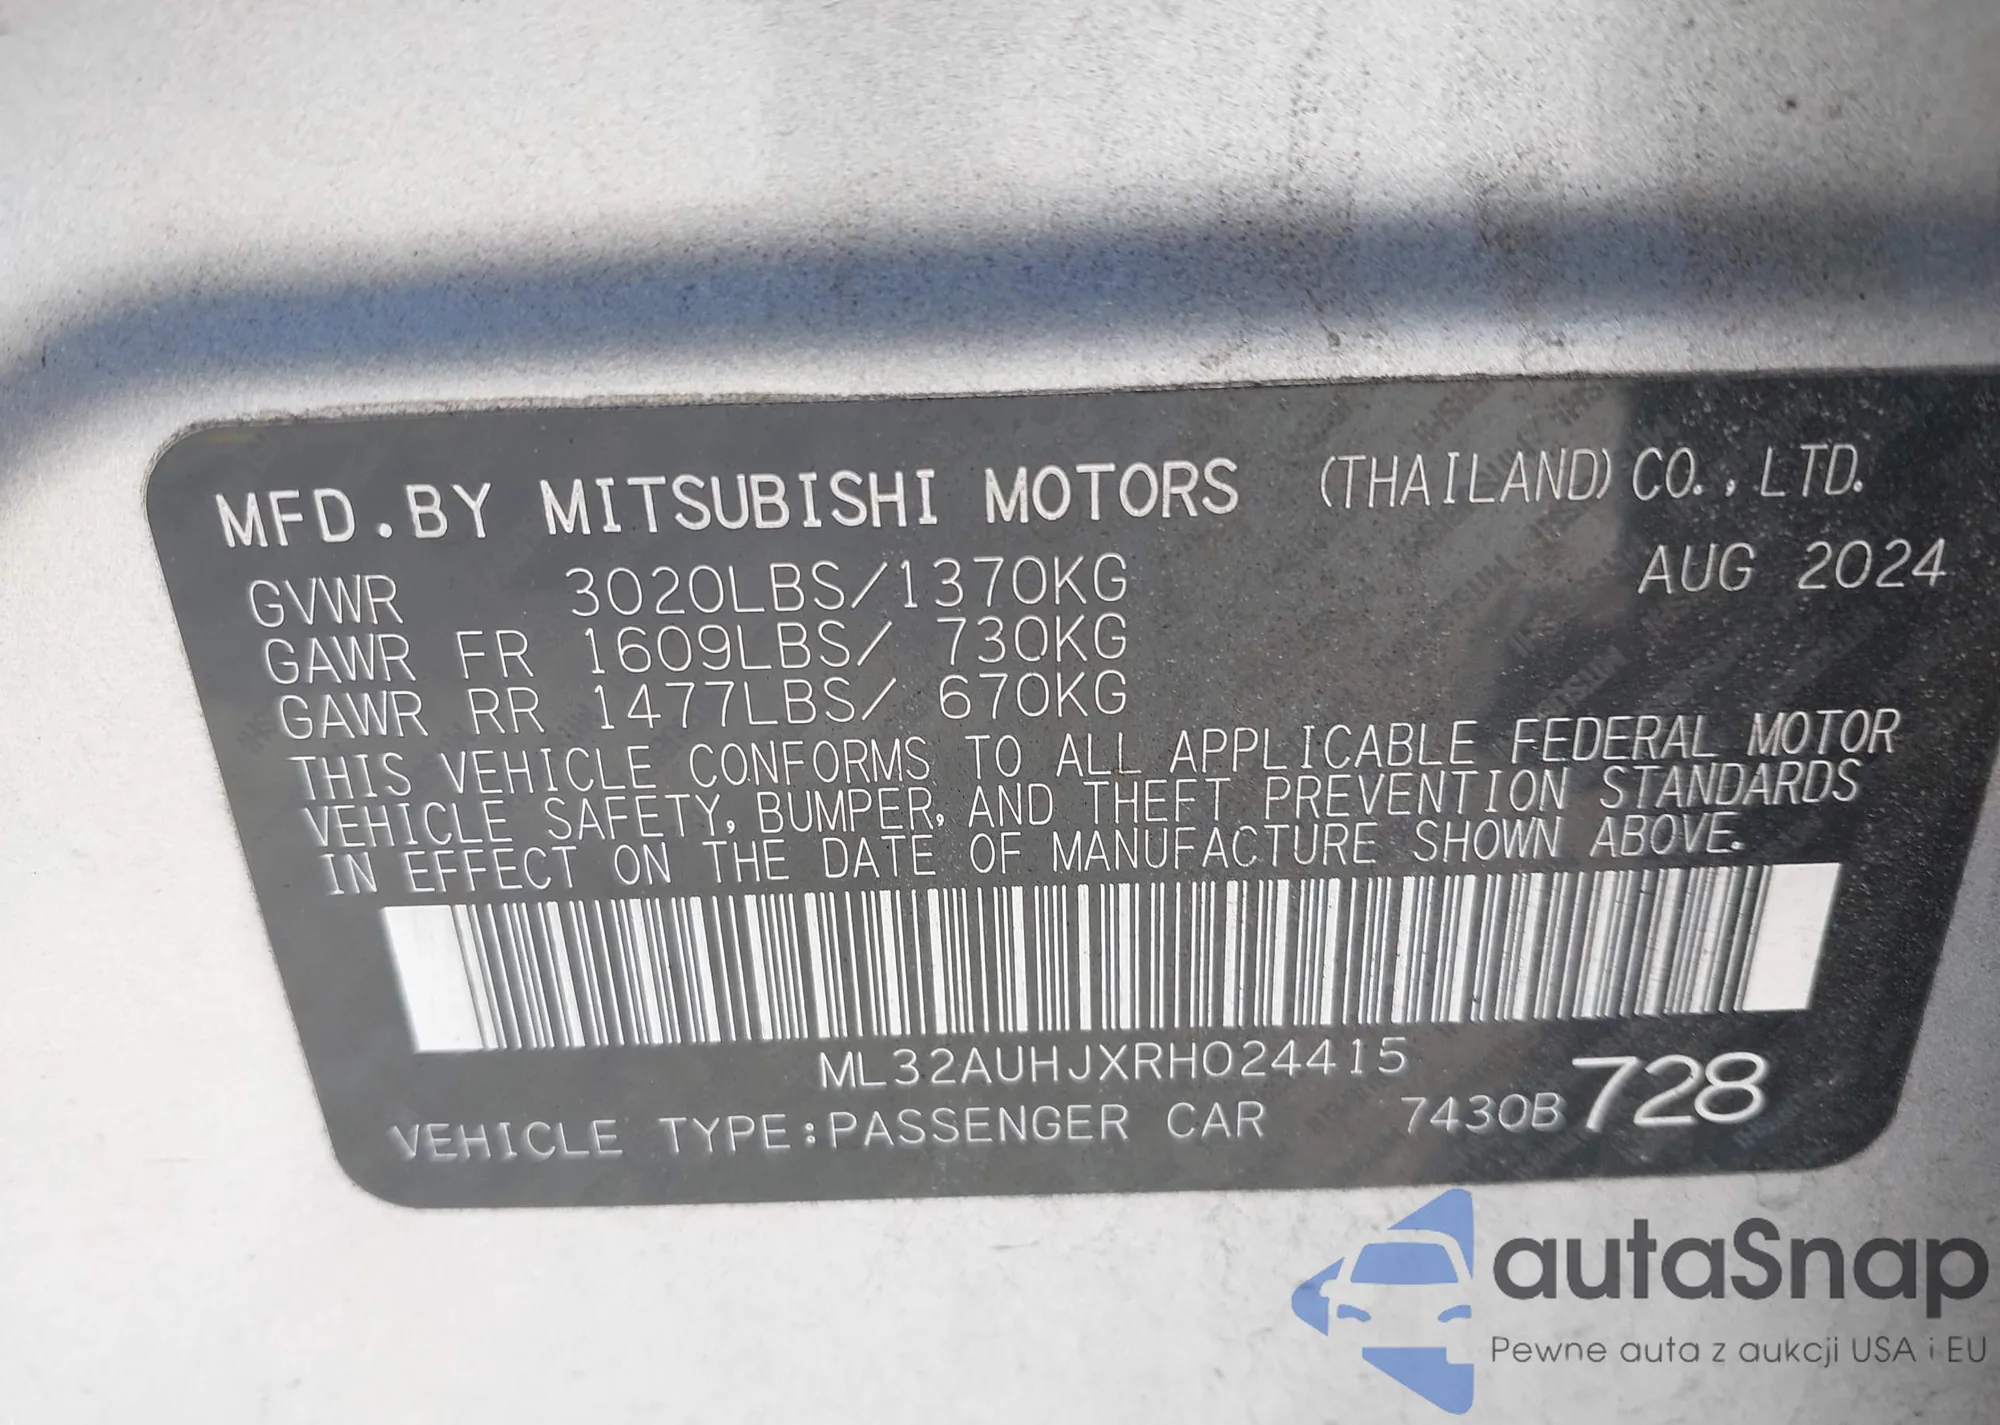 MFD.BY MITSUBISHI MOTORS (THAILAND) CO.,LTD.
AUG 2024
GVWR 3020LBS/1370KG
GAWR FR 1609LBS/ 730KG
GAWR RR 1477LBS/ 670KG
THIS VEHICLE CONFORMS TO ALL APPLICABLE FEDERAL MOTOR
VEHICLE SAFETY, BUMPER, AND THEFT PREVENTION STANDARDS
IN EFFECT ON THE DATE OF MANUFACTURE SHOWN ABOVE.
ML32AUHJXRH024415
VEHICLE TYPE:PASSENGER CAR 7430B728
autaSnap
Pewne auta z aukcji USA i EU